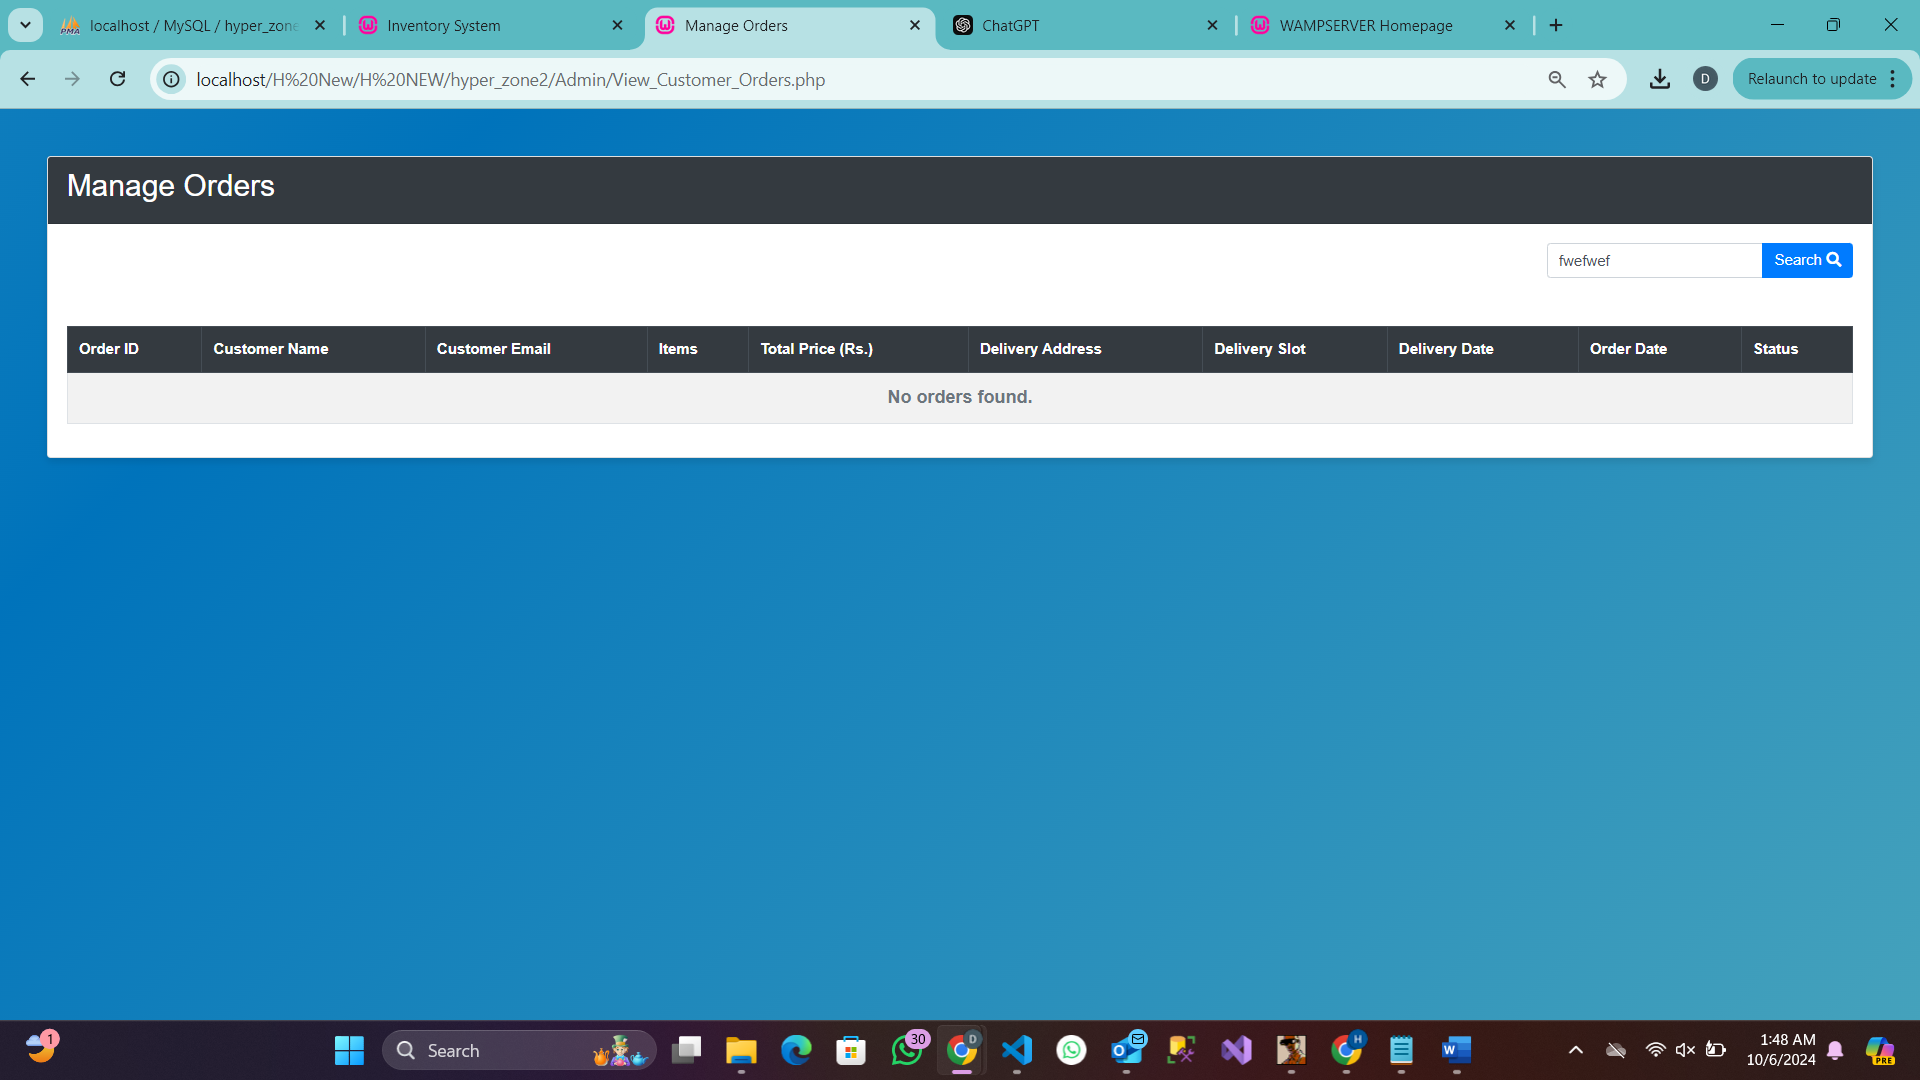 localhost / MySQL / hyper_zone
Inventory System
Manage Orders
ChatGPT
WAMPSERVER Homepage
localhost/H%20New/H%20NEW/hyper_zone2/Admin/View_Customer_Orders.php
D
Relaunch to update
Manage Orders
fwefwef
Search
Order ID
Customer Name
Customer Email
Items
Total Price (Rs.)
Delivery Address
Delivery Slot
Delivery Date
Order Date
Status
No orders found.
1
Search
30
D
H
1:48 AM
10/6/2024
PRE